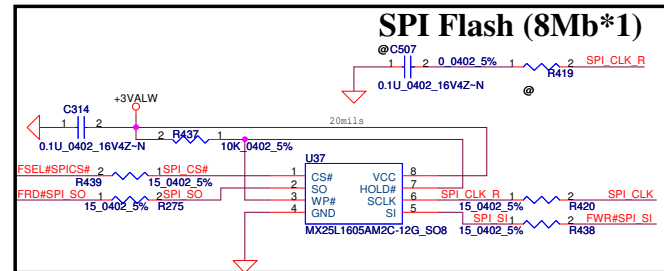 SPI Flash (8Mb*1)
@
C507
1 2
0_0402_5%
1 2
SPI_CLK_R
0.1U_0402_16V4Z~N
R419
@
+3VALW
C314
1 2
20mils
0.1U_0402_16V4Z~N
2 R437 1
10K_0402_5%
U37
FSEL#SPICS#
1 2
SPI_CS#
1 CS# VCC 8
R439
15_0402_5%
2 SO HOLD# 7
FRD#SPI_SO
1 2
SPI_SO
3 WP# SCLK 6
SPI_CLK_R
1 2
SPI_CLK
15_0402_5%
R275
4 GND SI 5
15_0402_5%
R420
SPI_SI
1 2
FWR#SPI_SI
MX25L1605AM2C-12G_SO8
15_0402_5%
R438